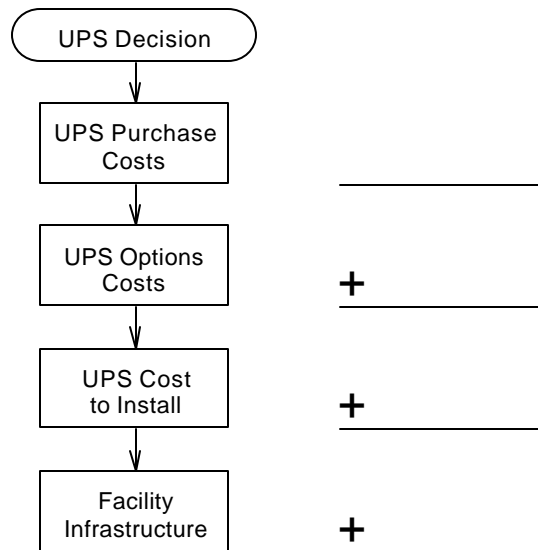 UPS Decision
UPS Purchase
Costs
UPS Options
Costs
+
UPS Cost
to Install
+
Facility
Infrastructure
+